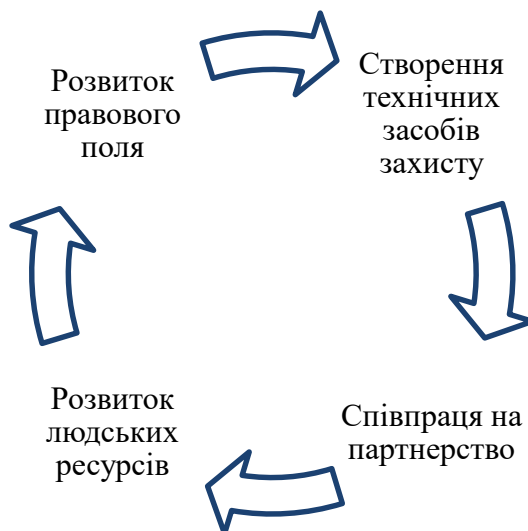 Розвиток
правового
поля
Створення
технічних
засобів
захисту
Співпраця на
партнерство
Розвиток
людських
ресурсів